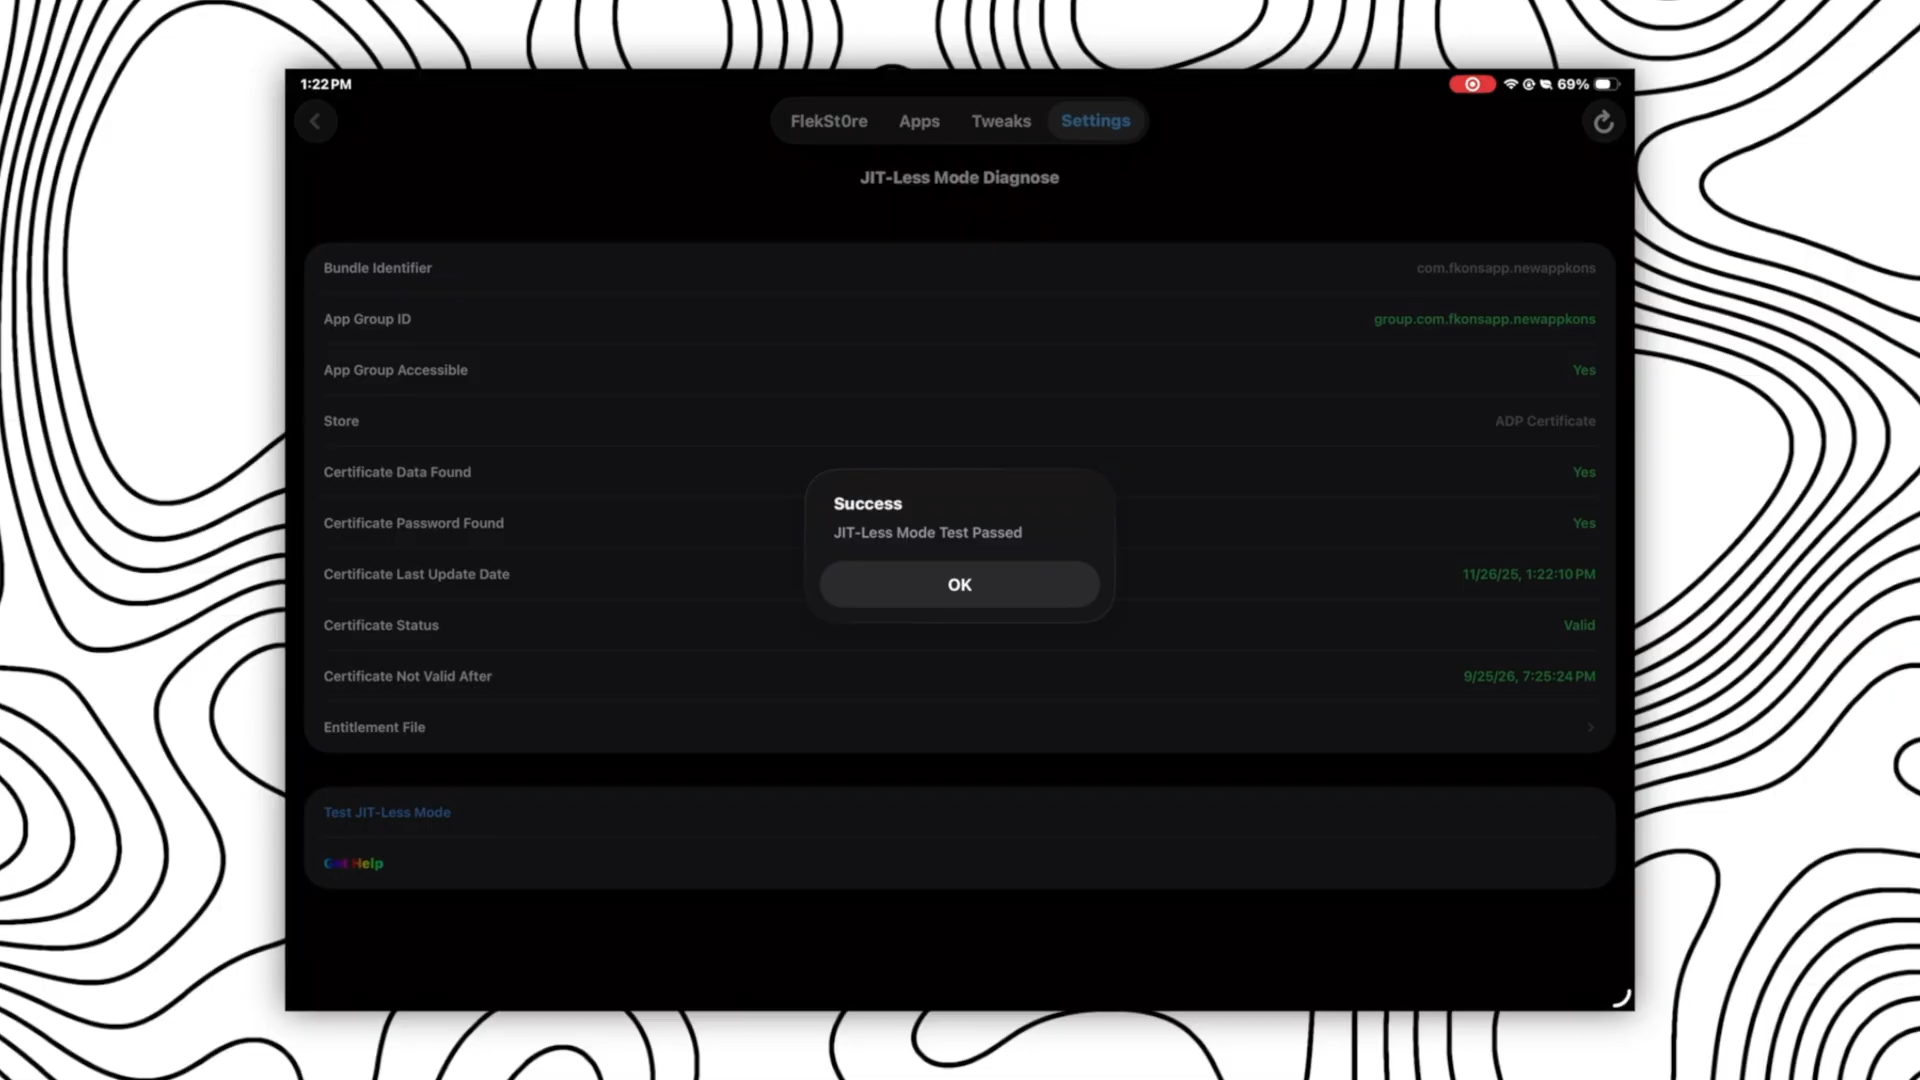 1:22 PM
69%
FlekSt0re
Apps
Tweaks
Settings
JIT-Less Mode Diagnose
Bundle Identifier
com.fkonsapp.newappkons
App Group ID
group.com.fkonsapp.newappkons
App Group Accessible
Yes
Store
ADP Certificate
Certificate Data Found
Yes
Certificate Password Found
Yes
Certificate Last Update Date
11/26/25, 1:22:10 PM
Certificate Status
Valid
Certificate Not Valid After
9/25/26, 7:25:24 PM
Entitlement File
Success
JIT-Less Mode Test Passed
OK
Test JIT-Less Mode
Get Help